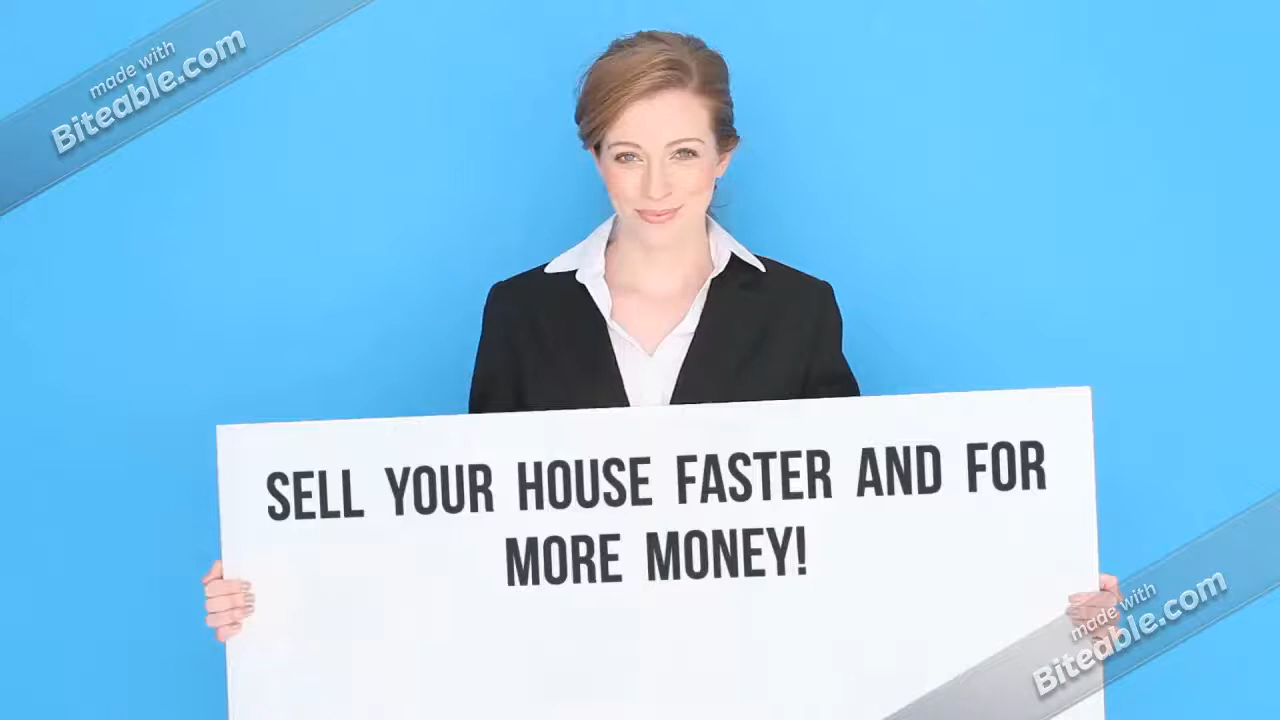 made with
Biteable.com
SELL YOUR HOUSE FASTER AND FOR
MORE MONEY!
made with
Biteable.com